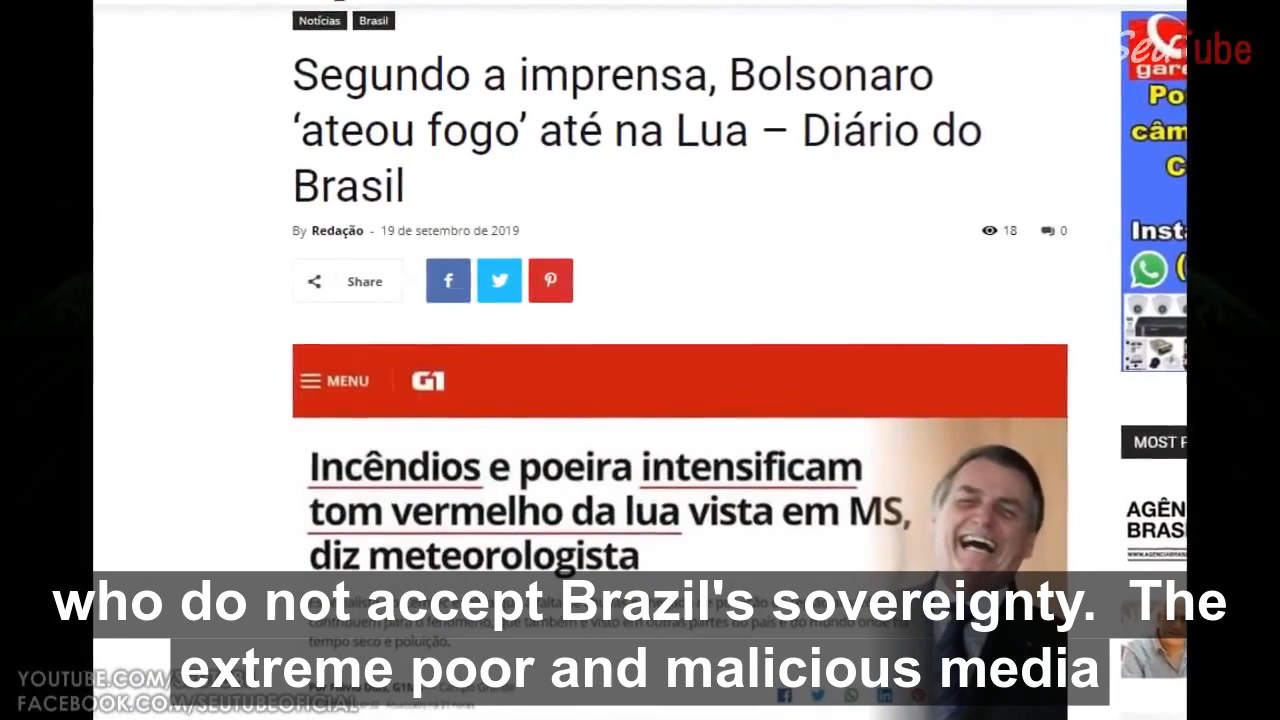 Notícias Brasil
SeuTube
Segundo a imprensa, Bolsonaro
‘ateou fogo’ até na Lua – Diário do
Brasil
By Redação - 19 de setembro de 2019
18 0
Share
MENU G1
Incêndios e poeira intensificam
tom vermelho da lua vista em MS,
diz meteorologista
tempo seco e poluição.
gar
Po
câm
C
Inst
MOST
AGÊN
BRAS
who do not accept Brazil's sovereignty. The
extreme poor and malicious media
YOUTUBE.COM/SEUTUBE
FACEBOOK.COM/SEUTUBEOFICIAL